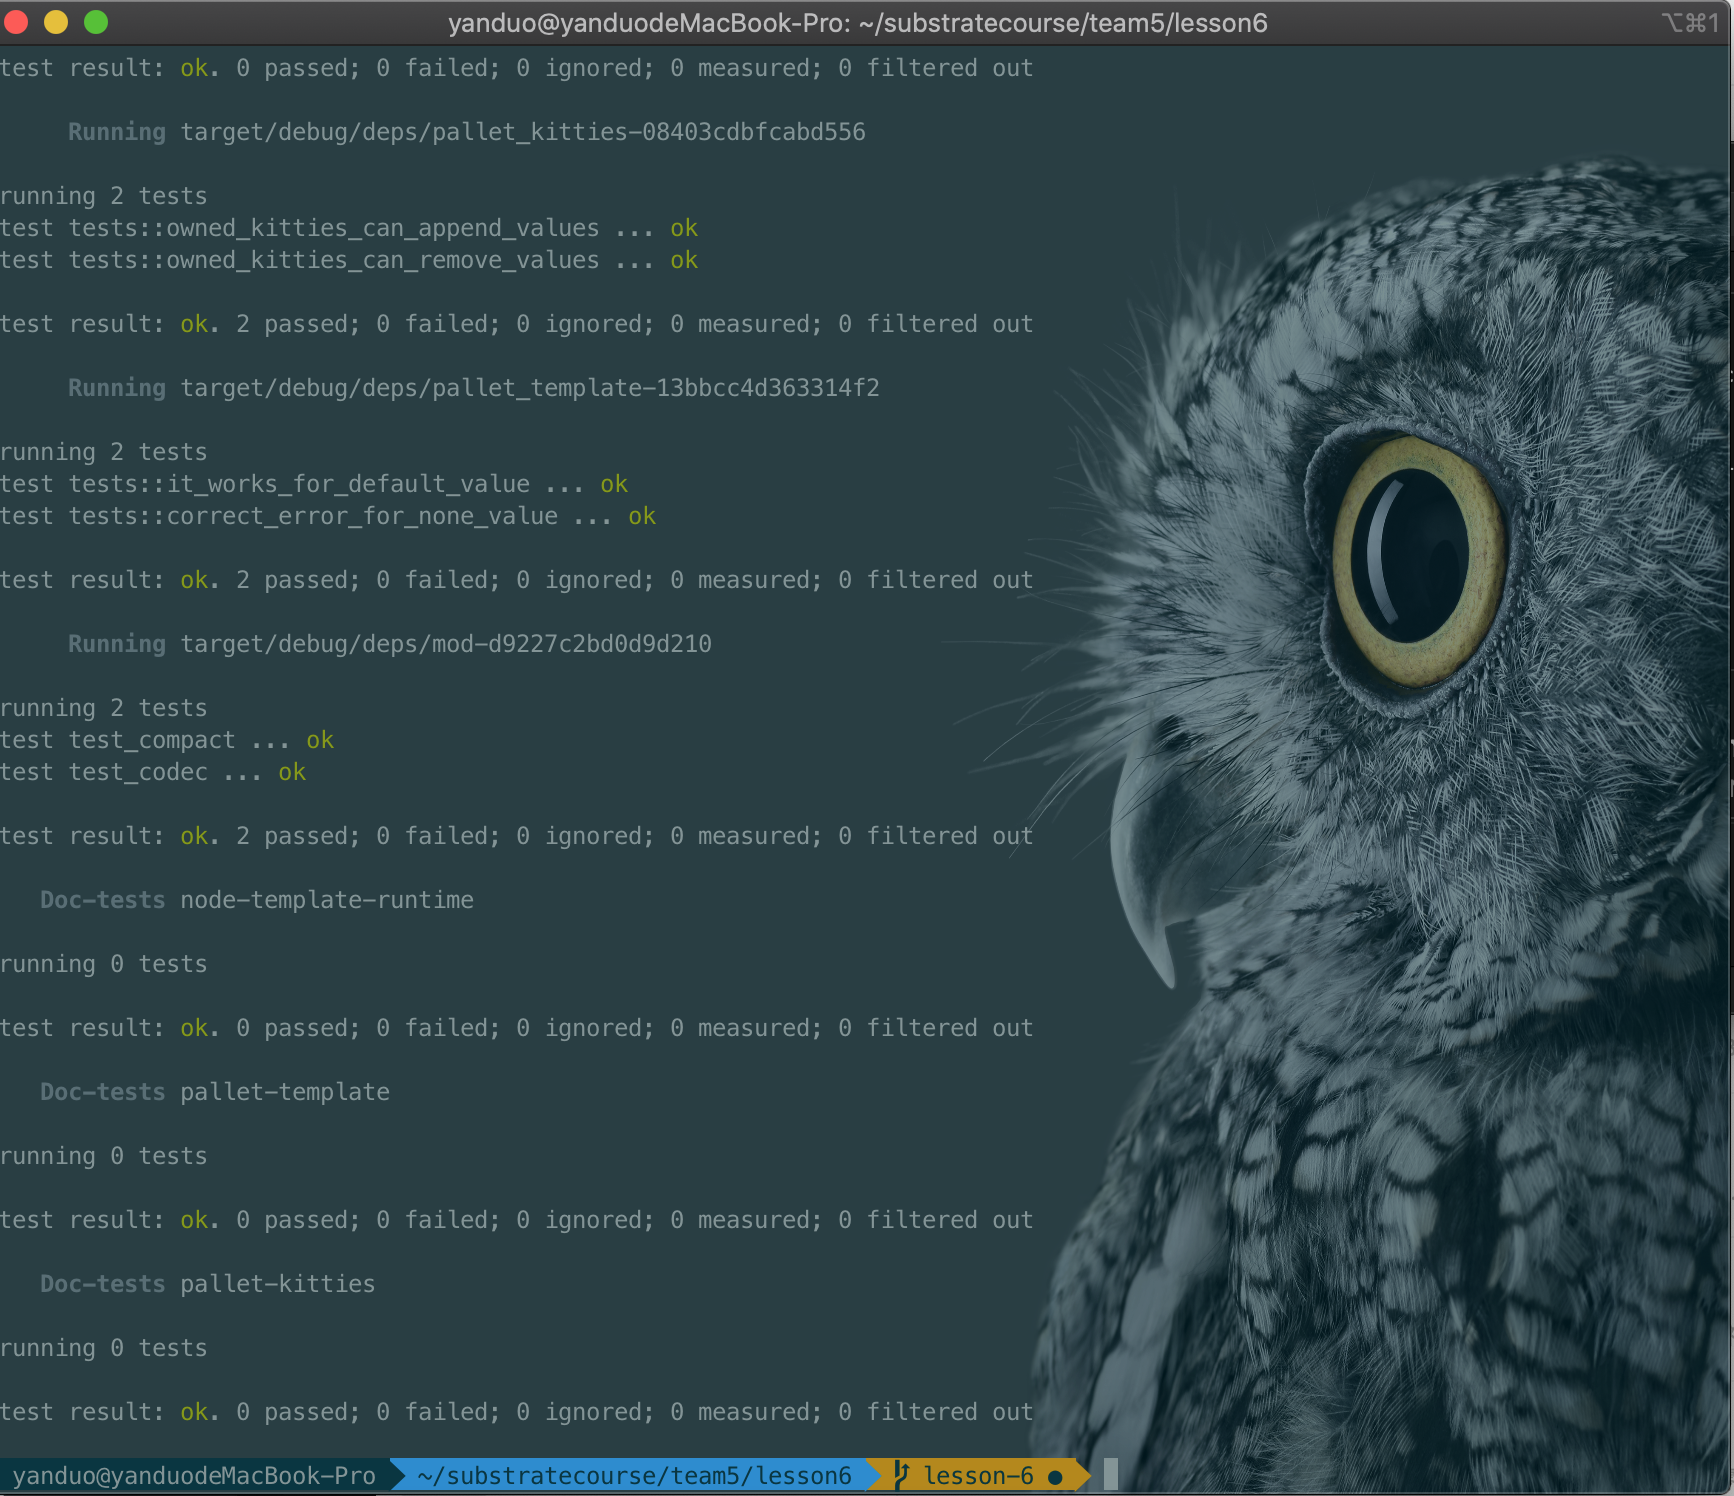 yanduo@yanduodeMacBook-Pro: ~/substratecourse/team5/lesson6 ⌥⌘1
test result: ok. 0 passed; 0 failed; 0 ignored; 0 measured; 0 filtered out
Running target/debug/deps/pallet_kitties-08403cdbfcabd556
running 2 tests
test tests::owned_kitties_can_append_values ... ok
test tests::owned_kitties_can_remove_values ... ok
test result: ok. 2 passed; 0 failed; 0 ignored; 0 measured; 0 filtered out
Running target/debug/deps/pallet_template-13bbcc4d363314f2
running 2 tests
test tests::it_works_for_default_value ... ok
test tests::correct_error_for_none_value ... ok
test result: ok. 2 passed; 0 failed; 0 ignored; 0 measured; 0 filtered out
Running target/debug/deps/mod-d9227c2bd0d9d210
running 2 tests
test test_compact ... ok
test test_codec ... ok
test result: ok. 2 passed; 0 failed; 0 ignored; 0 measured; 0 filtered out
Doc-tests node-template-runtime
running 0 tests
test result: ok. 0 passed; 0 failed; 0 ignored; 0 measured; 0 filtered out
Doc-tests pallet-template
running 0 tests
test result: ok. 0 passed; 0 failed; 0 ignored; 0 measured; 0 filtered out
Doc-tests pallet-kitties
running 0 tests
test result: ok. 0 passed; 0 failed; 0 ignored; 0 measured; 0 filtered out
yanduo@yanduodeMacBook-Pro ~/substratecourse/team5/lesson6 lesson-6 ●